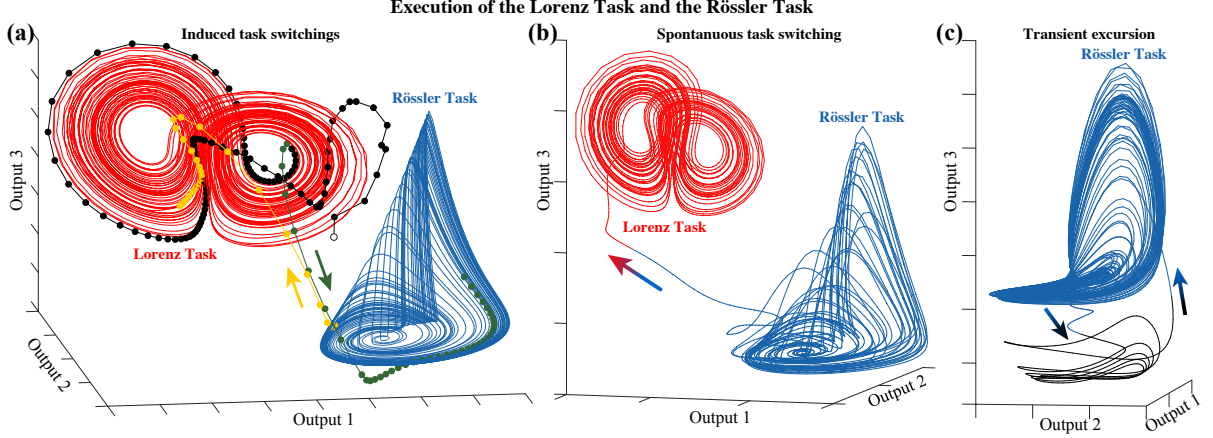 Execution of the Lorenz Task and the Rössler Task
(a)
Induced task switchings
Rössler Task
Lorenz Task
Output 3
Output 2
Output 1
(b)
Spontanuous task switching
Rössler Task
Lorenz Task
Output 3
Output 1
Output 2
(c)
Transient excursion
Rössler Task
Output 3
Output 2
Output 1